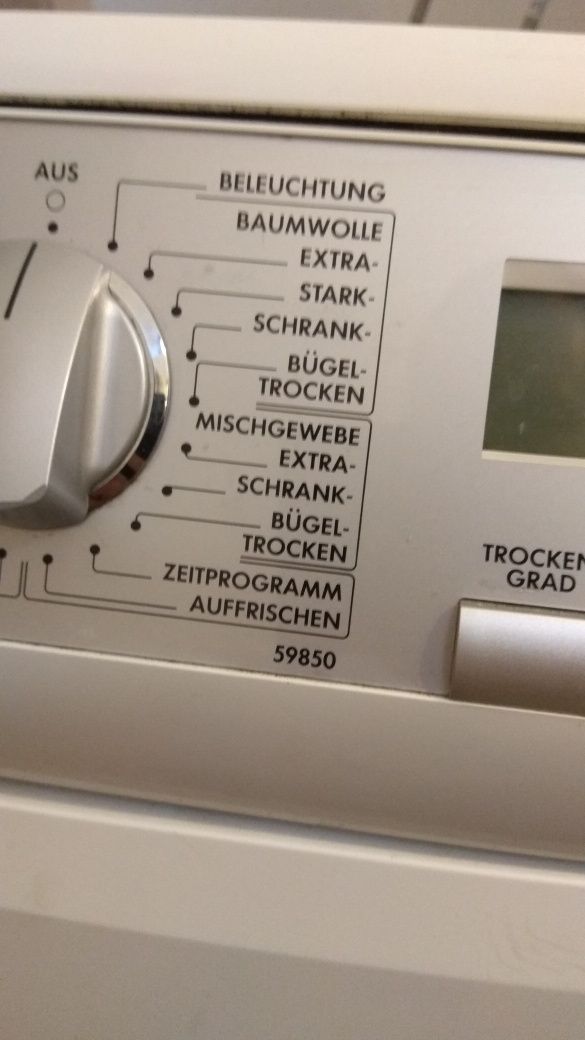 AUS
BELEUCHTUNG
BAUMWOLLE
EXTRA-
STARK-
SCHRANK-
BÜGEL-
TROCKEN
MISCHGEWEBE
EXTRA-
SCHRANK-
BÜGEL-
TROCKEN
ZEITPROGRAMM
AUFFRISCHEN
59850
TROCKEN
GRAD